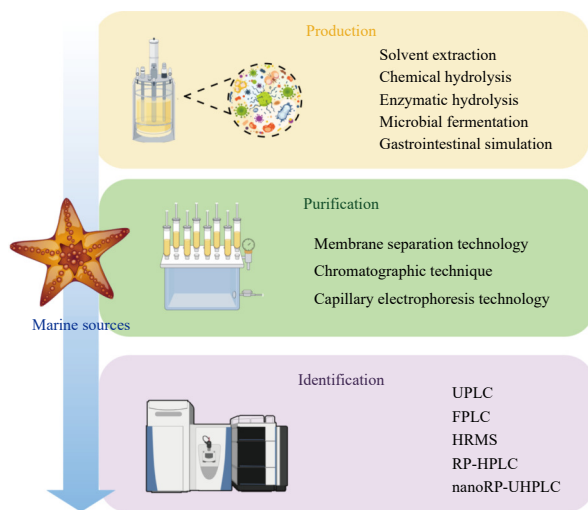 Production
Solvent extraction
Chemical hydrolysis
Enzymatic hydrolysis
Microbial fermentation
Gastrointestinal simulation
Purification
Membrane separation technology
Chromatographic technique
Capillary electrophoresis technology
Marine sources
Identification
UPLC
FPLC
HRMS
RP-HPLC
nanoRP-UHPLC